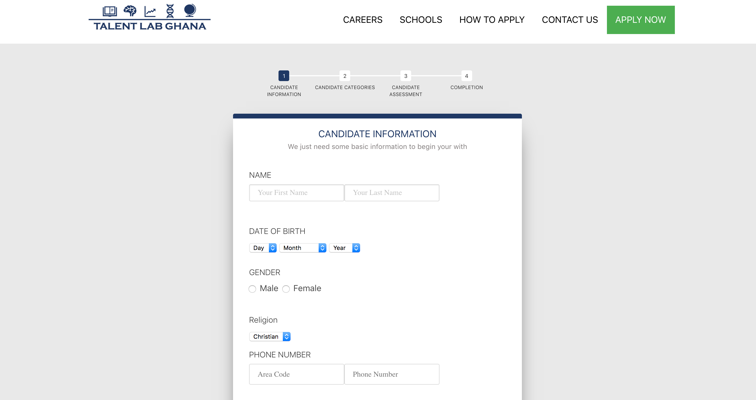 TALENT LAB GHANA
CAREERS SCHOOLS HOW TO APPLY CONTACT US APPLY NOW
1 2 3 4
CANDIDATE INFORMATION
CANDIDATE CATEGORIES
CANDIDATE ASSESSMENT
COMPLETION
CANDIDATE INFORMATION
We just need some basic information to begin your with
NAME
Your First Name Your Last Name
DATE OF BIRTH
Day Month Year
GENDER
Male Female
Religion
Christian
PHONE NUMBER
Area Code Phone Number